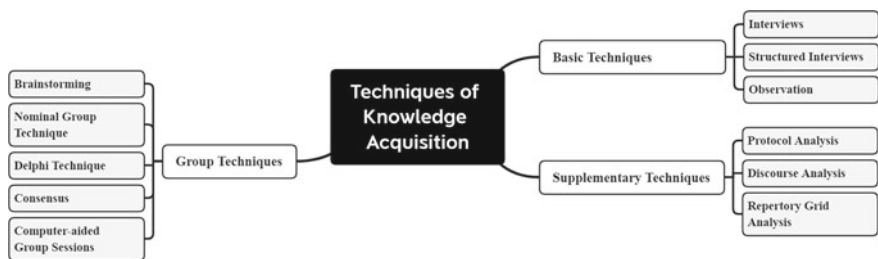 Techniques of
Knowledge
Acquisition
Basic Techniques
Interviews
Structured Interviews
Observation
Supplementary Techniques
Protocol Analysis
Discourse Analysis
Repertory Grid
Analysis
Group Techniques
Brainstorming
Nominal Group
Technique
Delphi Technique
Consensus
Computer-aided
Group Sessions